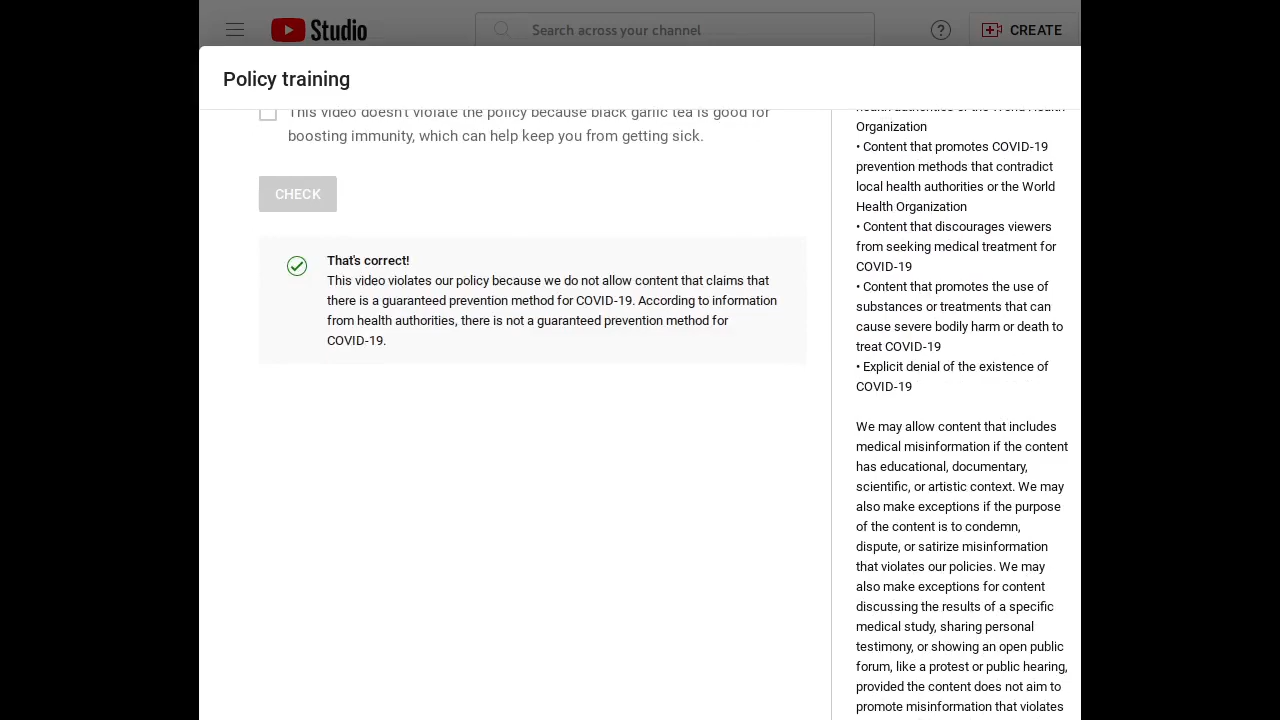 Studio
Search across your channel
CREATE
Policy training
This video doesn't violate the policy because black garlic tea is good for
boosting immunity, which can help keep you from getting sick.
CHECK
That's correct!
This video violates our policy because we do not allow content that claims that
there is a guaranteed prevention method for COVID-19. According to information
from health authorities, there is not a guaranteed prevention method for
COVID-19.
health authorities or the World Health
Organization
• Content that promotes COVID-19
prevention methods that contradict
local health authorities or the World
Health Organization
• Content that discourages viewers
from seeking medical treatment for
COVID-19
• Content that promotes the use of
substances or treatments that can
cause severe bodily harm or death to
treat COVID-19
• Explicit denial of the existence of
COVID-19
We may allow content that includes
medical misinformation if the content
has educational, documentary,
scientific, or artistic context. We may
also make exceptions if the purpose
of the content is to condemn,
dispute, or satirize misinformation
that violates our policies. We may
also make exceptions for content
discussing the results of a specific
medical study, sharing personal
testimony, or showing an open public
forum, like a protest or public hearing,
provided the content does not aim to
promote misinformation that violates